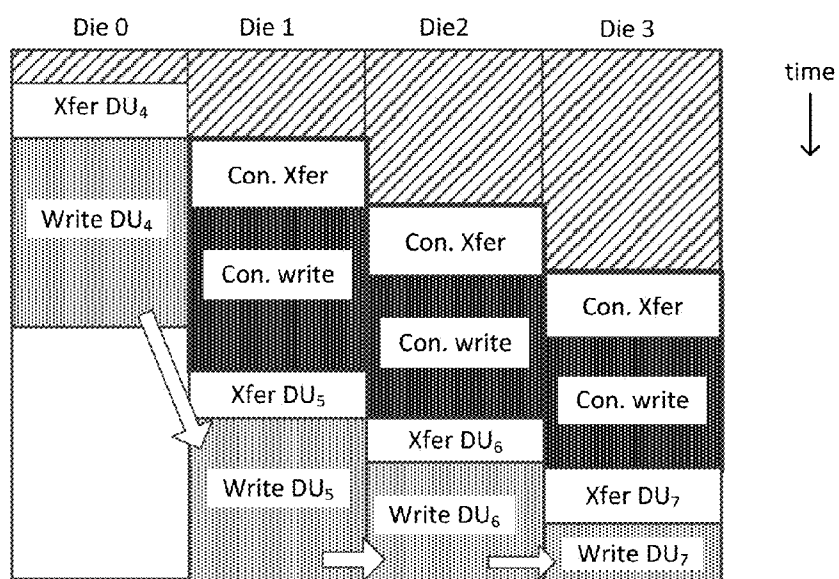 Die 0
Die 1
Die2
Die 3
time
Xfer DU₄
Write DU₄
Con. Xfer
Con. write
Xfer DU₅
Write DU₅
Con. Xfer
Con. write
Xfer DU₆
Write DU₆
Con. Xfer
Con. write
Xfer DU₇
Write DU₇